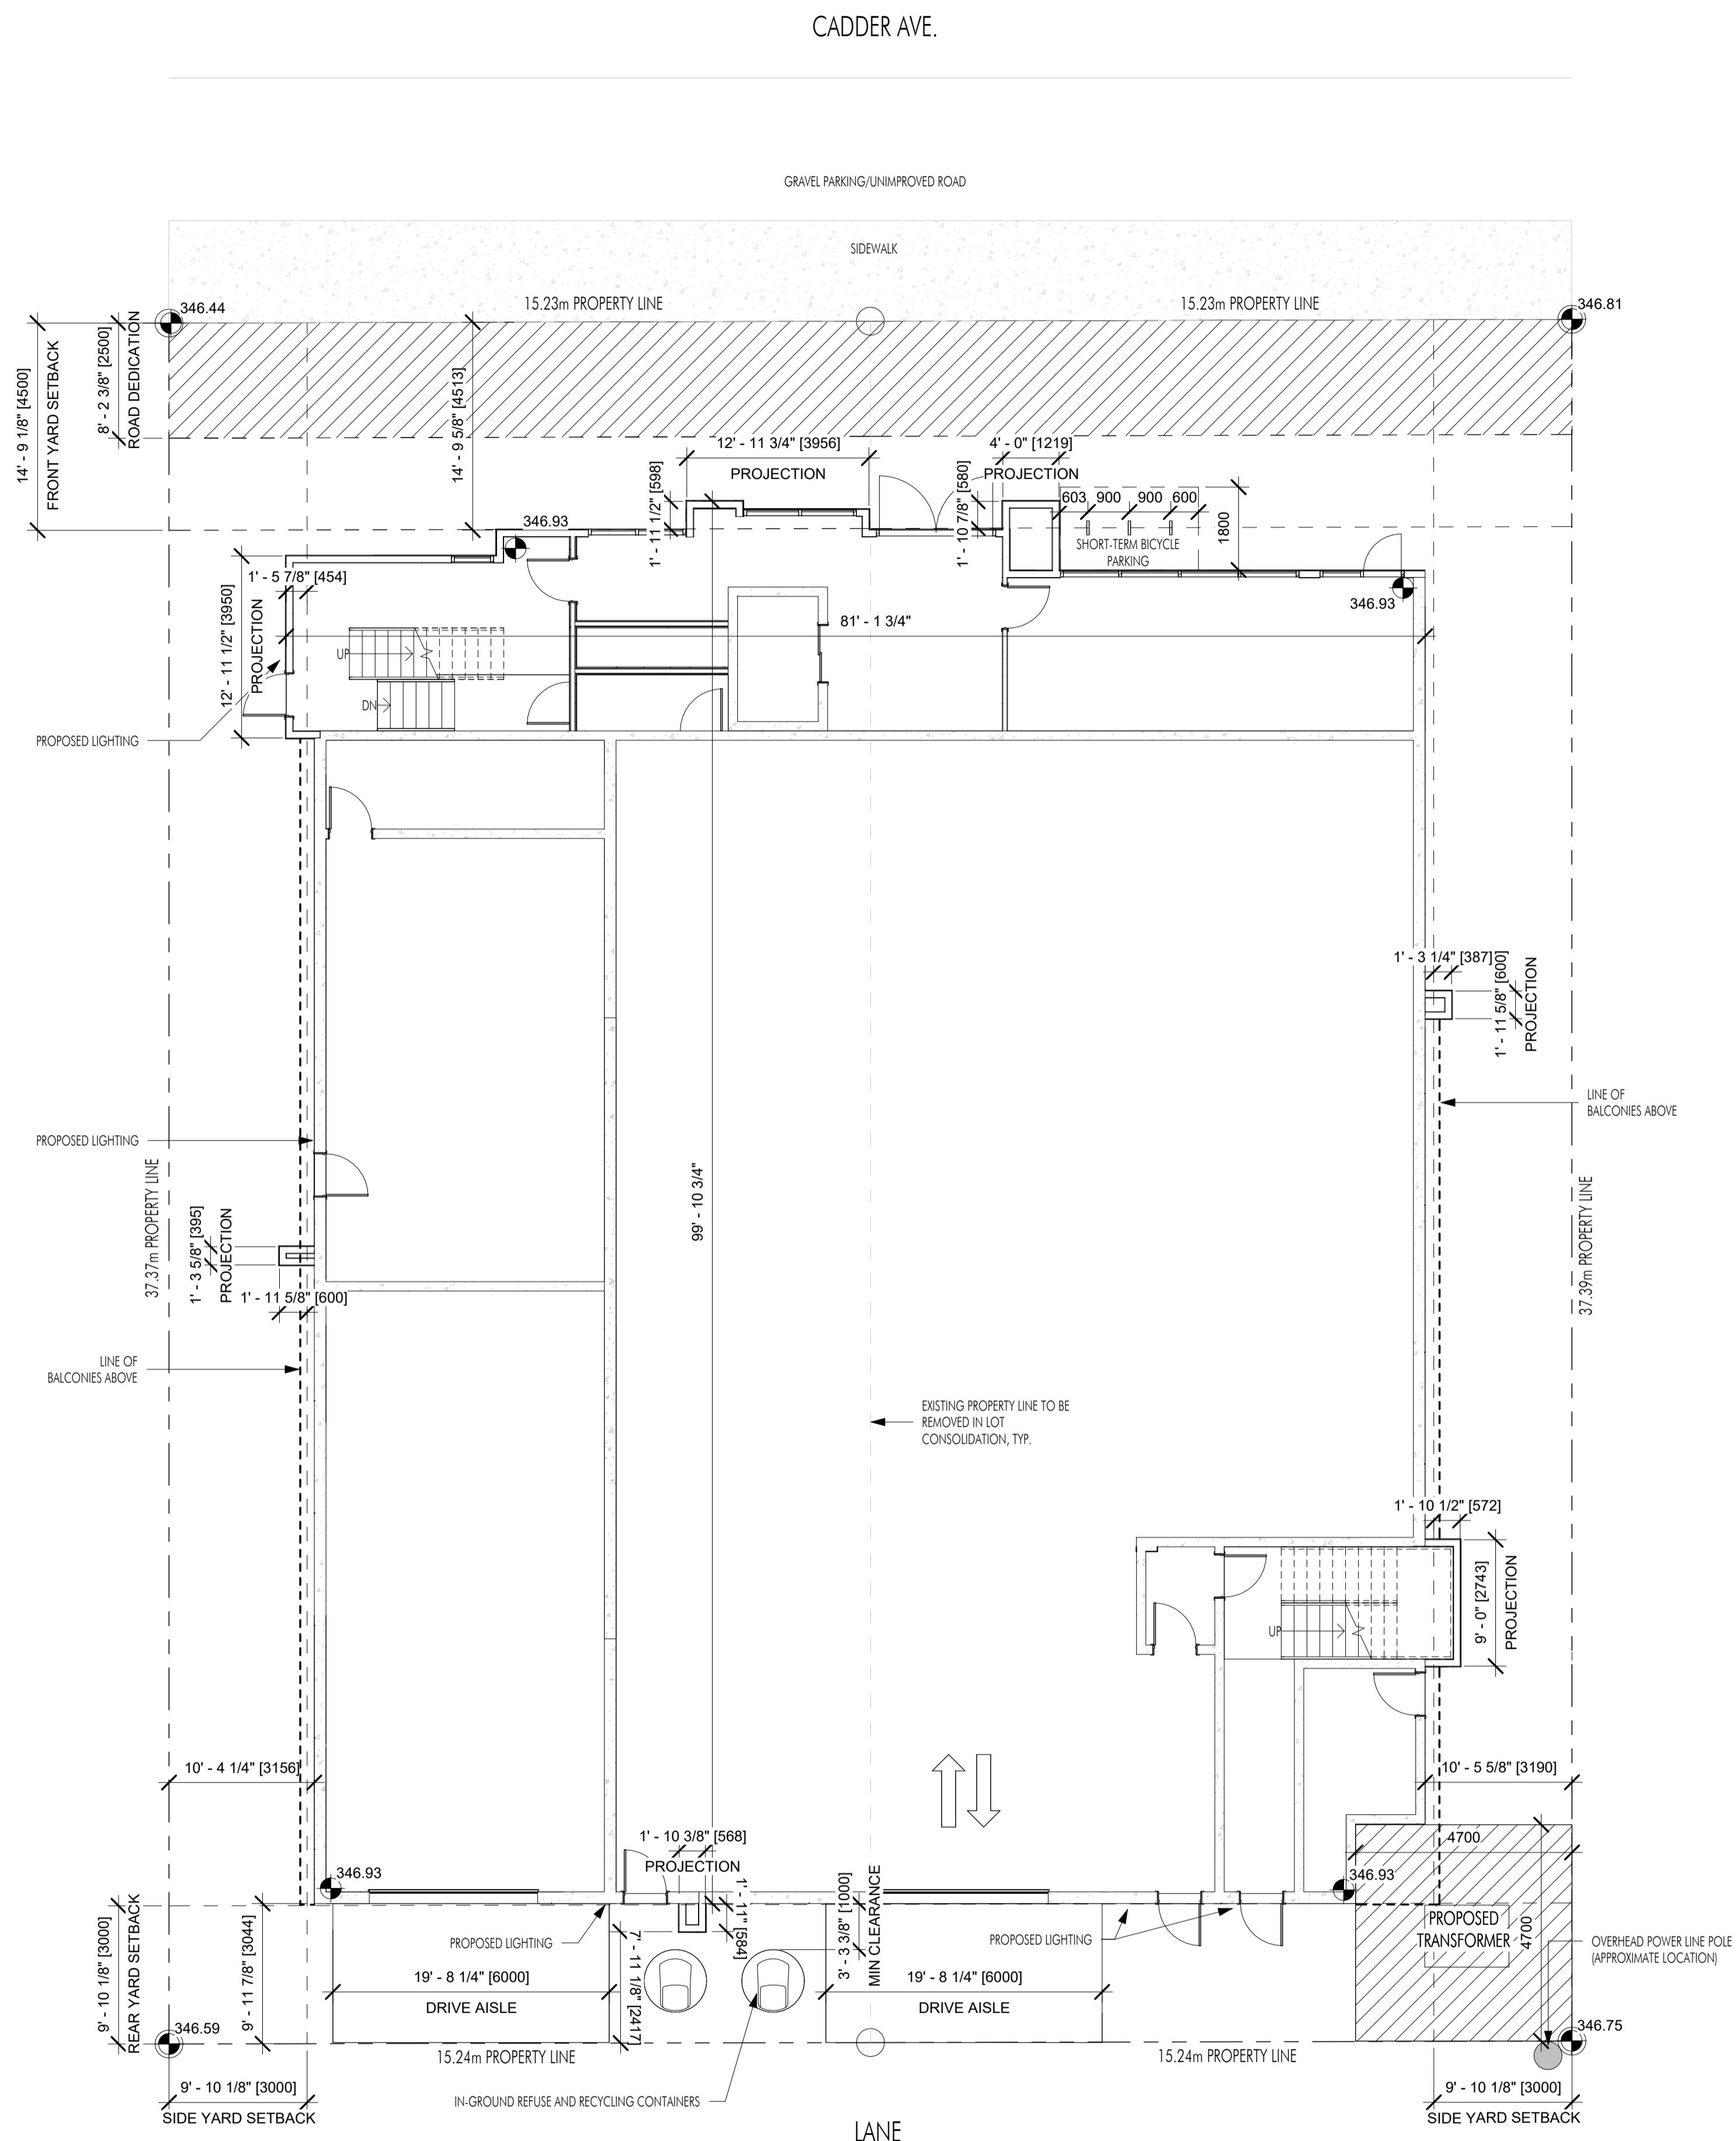 CADDER AVE.
GRAVEL PARKING/UNIMPROVED ROAD
SIDEWALK
346.44
15.23m PROPERTY LINE
15.23m PROPERTY LINE
346.81
14' - 9 1/8" [4500]
FRONT YARD SETBACK
8' - 2 3/8" [2500]
ROAD DEDICATION
14' - 9 5/8" [4513]
12' - 11 3/4" [3956]
PROJECTION
4' - 0" [1219]
PROJECTION
1' - 11 1/2" [598]
1' - 10 7/8" [580]
603
900
900
600
1800
SHORT-TERM BICYCLE
PARKING
346.93
346.93
1' - 5 7/8" [454]
12' - 11 1/2" [3950]
PROJECTION
81' - 1 3/4"
UP
DN
PROPOSED LIGHTING
1' - 3 1/4" [387]
1' - 11 5/8" [600]
PROJECTION
LINE OF
BALCONIES ABOVE
PROPOSED LIGHTING
37.37m PROPERTY LINE
1' - 3 5/8" [395]
PROJECTION
1' - 11 5/8" [600]
99' - 10 3/4"
37.39m PROPERTY LINE
LINE OF
BALCONIES ABOVE
EXISTING PROPERTY LINE TO BE
REMOVED IN LOT
CONSOLIDATION, TYP.
1' - 10 1/2" [572]
9' - 0" [2743]
PROJECTION
UP
10' - 4 1/4" [3156]
10' - 5 5/8" [3190]
1' - 10 3/8" [568]
PROJECTION
1' - 11" [584]
4700
346.93
346.93
9' - 10 1/8" [3000]
REAR YARD SETBACK
9' - 11 7/8" [3044]
PROPOSED LIGHTING
7' - 11 1/8" [2417]
3' - 3 3/8" [1000]
MIN CLEARANCE
PROPOSED LIGHTING
PROPOSED
TRANSFORMER
4700
OVERHEAD POWER LINE POLE
(APPROXIMATE LOCATION)
19' - 8 1/4" [6000]
DRIVE AISLE
19' - 8 1/4" [6000]
DRIVE AISLE
346.59
346.75
15.24m PROPERTY LINE
15.24m PROPERTY LINE
9' - 10 1/8" [3000]
SIDE YARD SETBACK
IN-GROUND REFUSE AND RECYCLING CONTAINERS
9' - 10 1/8" [3000]
SIDE YARD SETBACK
LANE